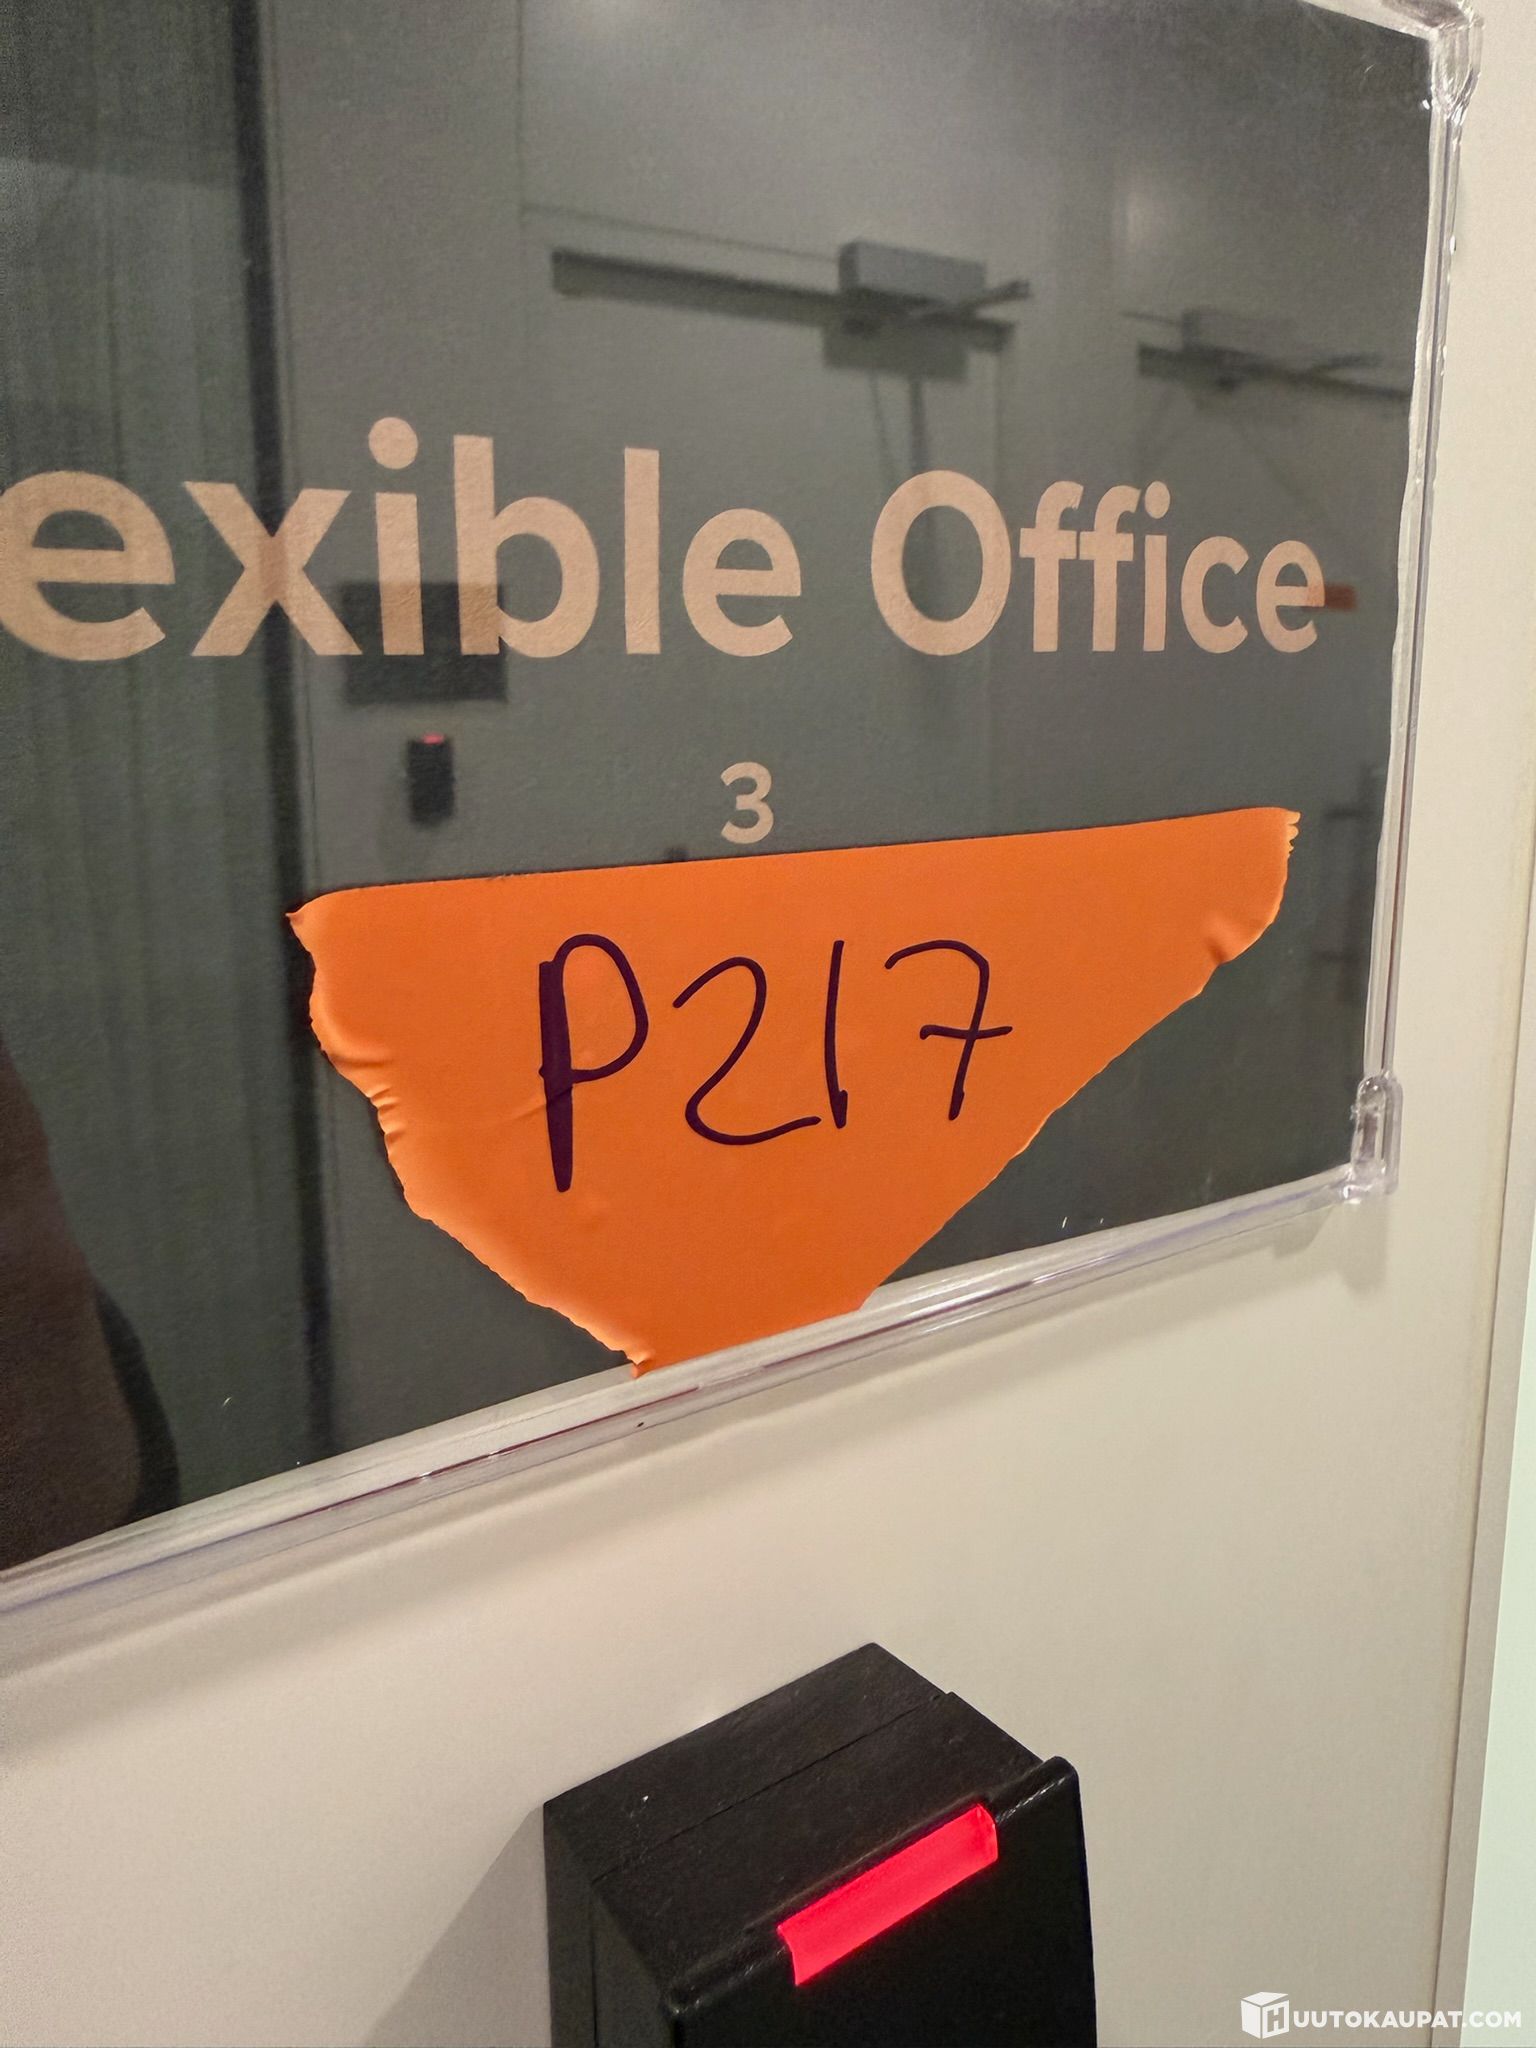 exible Office
3
P217
HUUTOKAUPAT.COM